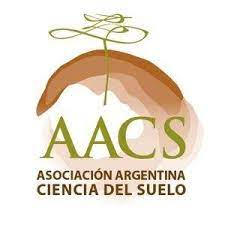 AACS
ASOCIACIÓN ARGENTINA
CIENCIA DEL SUELO